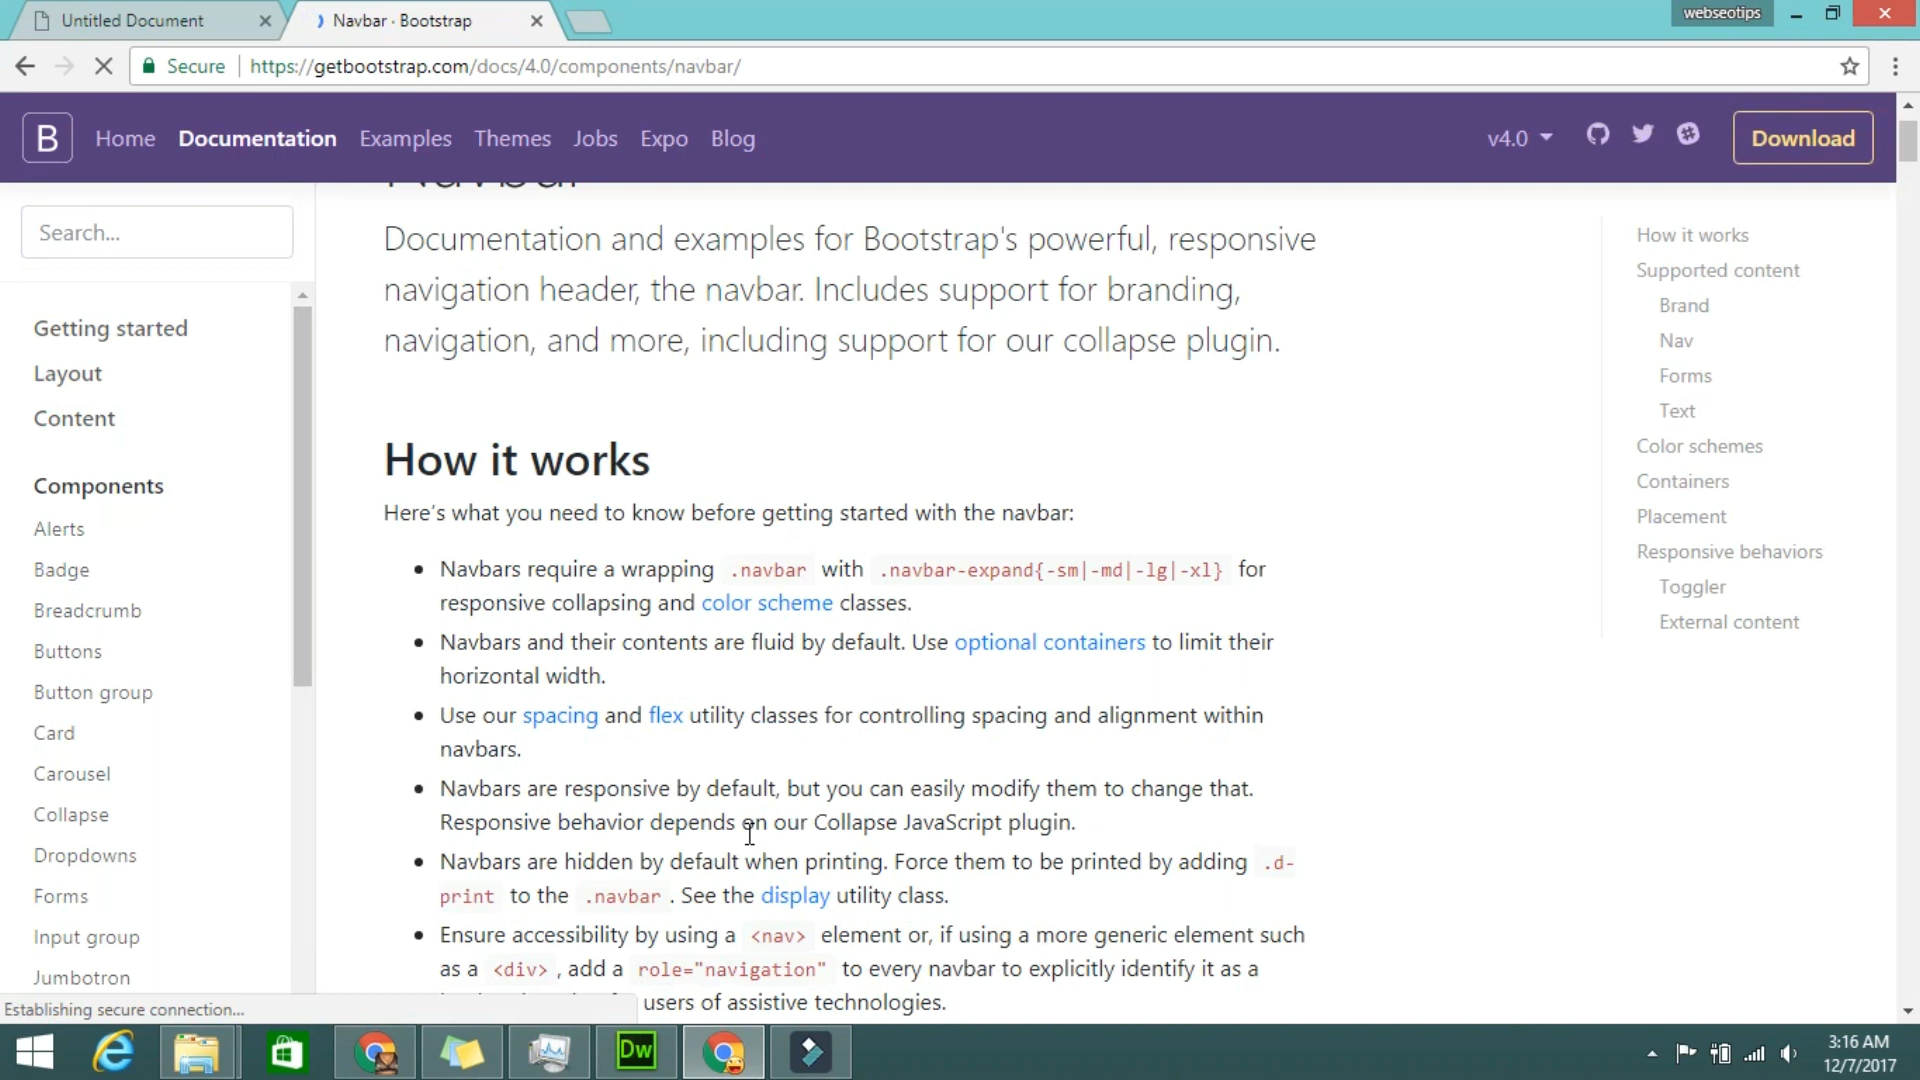 Untitled Document
Navbar · Bootstrap
webseotips
Secure
https://getbootstrap.com/docs/4.0/components/navbar/
B
Home
Documentation
Examples
Themes
Jobs
Expo
Blog
v4.0
Download
Search...
Getting started
Layout
Content
Components
Alerts
Badge
Breadcrumb
Buttons
Button group
Card
Carousel
Collapse
Dropdowns
Forms
Input group
Jumbotron
Documentation and examples for Bootstrap's powerful, responsive
navigation header, the navbar. Includes support for branding,
navigation, and more, including support for our collapse plugin.
How it works
Here’s what you need to know before getting started with the navbar:
Navbars require a wrapping .navbar with .navbar-expand{-sm|-md|-lg|-xl} for
responsive collapsing and color scheme classes.
Navbars and their contents are fluid by default. Use optional containers to limit their
horizontal width.
Use our spacing and flex utility classes for controlling spacing and alignment within
navbars.
Navbars are responsive by default, but you can easily modify them to change that.
Responsive behavior depends on our Collapse JavaScript plugin.
Navbars are hidden by default when printing. Force them to be printed by adding .d-
print to the .navbar. See the display utility class.
Ensure accessibility by using a <nav> element or, if using a more generic element such
as a <div>, add a role="navigation" to every navbar to explicitly identify it as a
users of assistive technologies.
How it works
Supported content
Brand
Nav
Forms
Text
Color schemes
Containers
Placement
Responsive behaviors
Toggler
External content
Establishing secure connection...
Dw
3:16 AM
12/7/2017